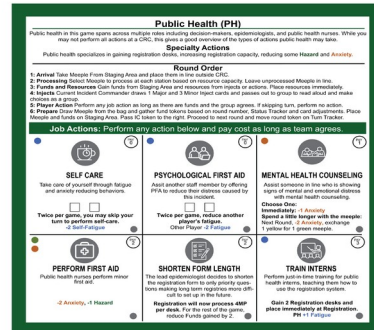 Public Health (PH)
Public health in this game spans across multiple roles including decision-makers, epidemiologists, and public health nurses. While you
may not perform all actions at a CRC, this gives a good overview of the types of actions public health may take.
Specialty Actions
Public health specializes in gaining registration desks, increasing registration capacity, reducing some Hazard and Anxiety.
Round Order
1: Arrival Take Meeple From Staging Area and place them in line outside CRC.
2: Processing Select Meeple to process at each station based on resource capacity. Leave unprocessed Meeple in line.
3: Funds and Resources Gain funds from Staging Area and resources from injects or actions. Place resources immediately.
4: Injects Current Incident Commander draws 1 Major and 3 Minor Inject cards and passes out to group to read aloud and make
choices as a group.
5: Player Action Perform any job action as long as there are funds and the group agrees. If skipping turn, perform no action.
6: Prepare Draw Meeple from the bag and gather fund tokens based on round number, Status Tracker and card adjustments. Place
Meeple and funds on Staging Area. Pass IC token to the right. Proceed to next round and move round token on Turn Tracker.
Job Actions: Perform any action below and pay cost as long as team agrees.
SELF CARE
Take care of yourself through fatigue
and anxiety reducing behaviors.
Twice per game, you may skip your
turn to perform self-care.
-2 Self-Fatigue
PSYCHOLOGICAL FIRST AID
Assit another staff member by offering
PFA to reduce their distress caused by
this incident.
Twice per game, reduce another
player's fatigue.
Other Player -2 Fatigue
MENTAL HEALTH COUNSELING
Assist someone in line who is showing
signs of mental and emotional distress
with mental health counseling.
Choose One:
Immediately: -1 Anxiety
Spend a little longer with the meeple:
Next Round, -2 Anxiety, exchange
1 yellow for 1 green meeple.
PERFORM FIRST AID
Public health nurses perform minor
first aid.
-2 Anxiety, -1 Hazard
SHORTEN FORM LENGTH
The lead epidemiologist decides to shorten
the registration form to only priority ques-
tions making long term registries more diffi-
cult to set up in the future.
Registration will now process 4MP
per desk. For the rest of the game,
reduce Funds gained by 2.
TRAIN INTERNS
Perform just-in-time training for public
health interns, teaching them how to
use the registration system.
Gain 2 Registration desks and
place immediately at Registration.
PH +1 Fatigue